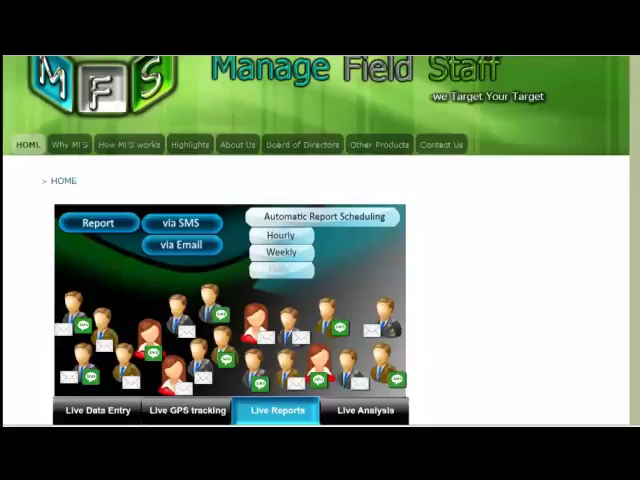 M F S
Manage Field Staff
-we Target Your Target
HOME Why MFS How MFS works Highlights About Us Board of Directors Other Products Contact Us
> HOME
Report via SMS Automatic Report Scheduling
via Email Hourly
Weekly
Live Data Entry Live GPS tracking Live Reports Live Analysis